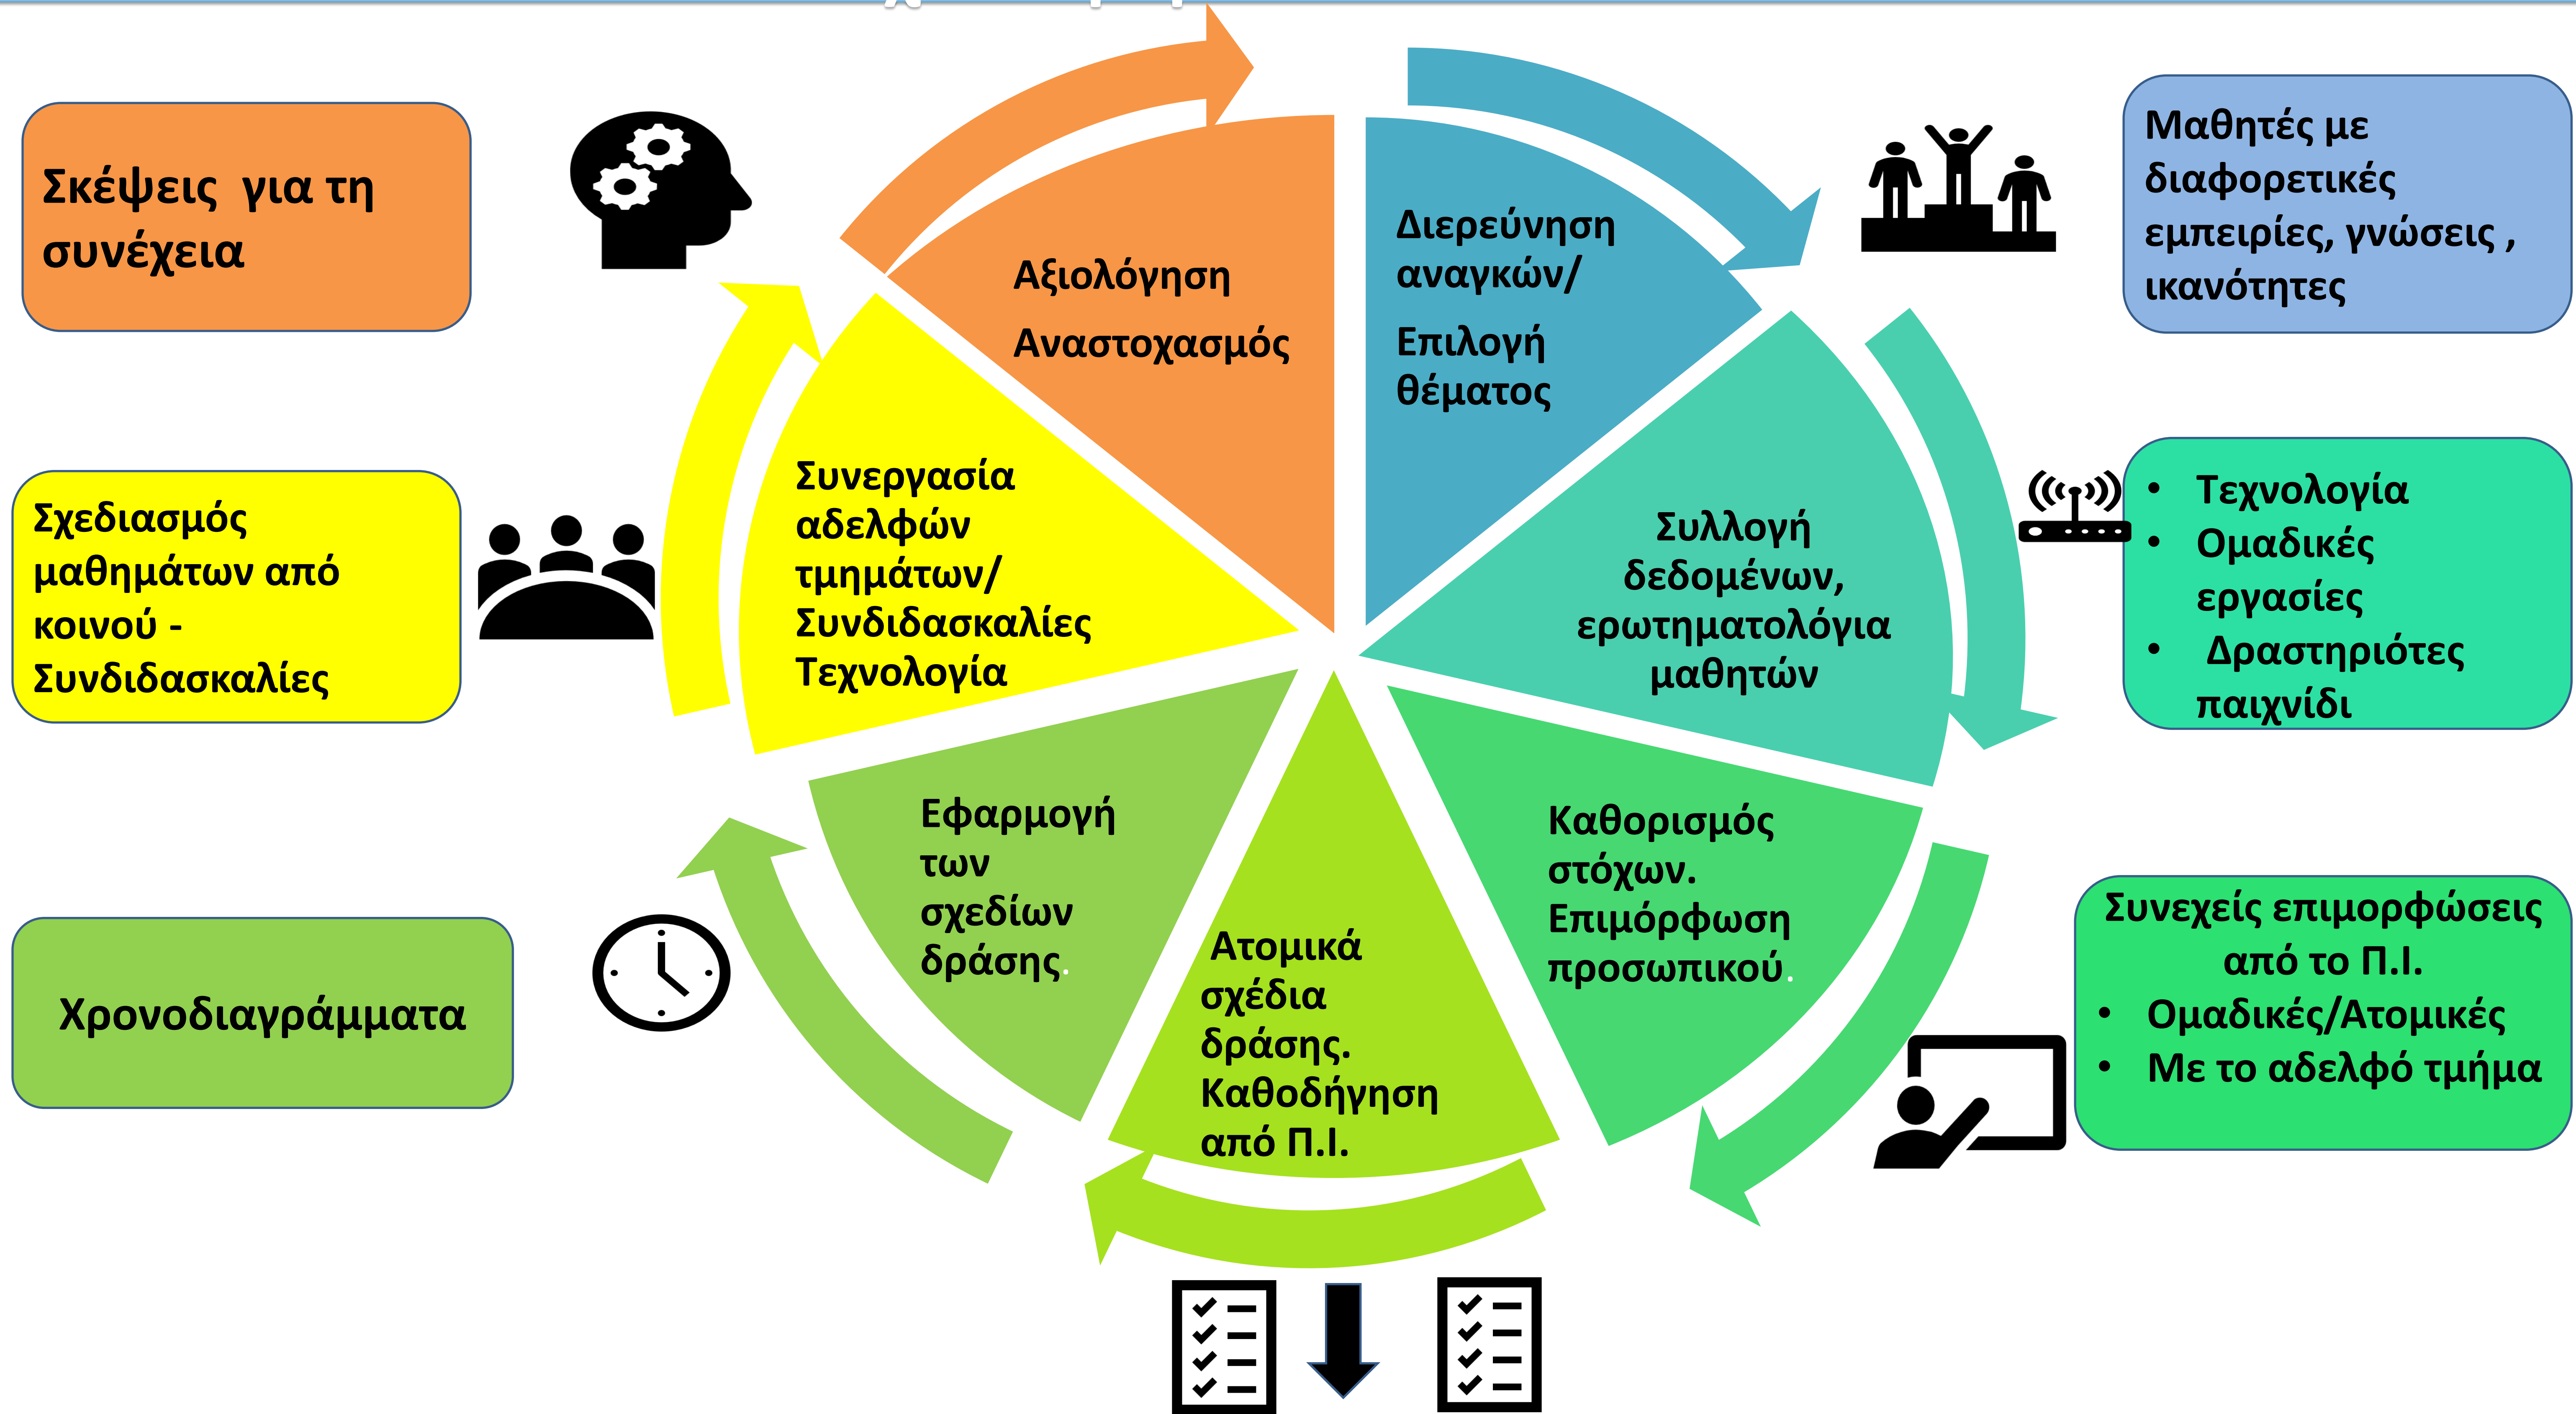 Σκέψεις για τη
συνέχεια
Αξιολόγηση
Αναστοχασμός
Διερεύνηση
αναγκών/
Επιλογή
θέματος
Μαθητές με
διαφορετικές
εμπειρίες, γνώσεις ,
ικανότητες
Σχεδιασμός
μαθημάτων από
κοινού -
Συνδιδασκαλίες
Συνεργασία
αδελφών
τμημάτων/
Συνδιδασκαλίες
Τεχνολογία
Συλλογή
δεδομένων,
ερωτηματολόγια
μαθητών
• Τεχνολογία
• Ομαδικές
εργασίες
• Δραστηριότες
παιχνίδι
Χρονοδιαγράμματα
Εφαρμογή
των
σχεδίων
δράσης.
Ατομικά
σχέδια
δράσης.
Καθοδήγηση
από Π.Ι.
Καθορισμός
στόχων.
Επιμόρφωση
προσωπικού.
Συνεχείς επιμορφώσεις
από το Π.Ι.
• Ομαδικές/Ατομικές
• Με το αδελφό τμήμα